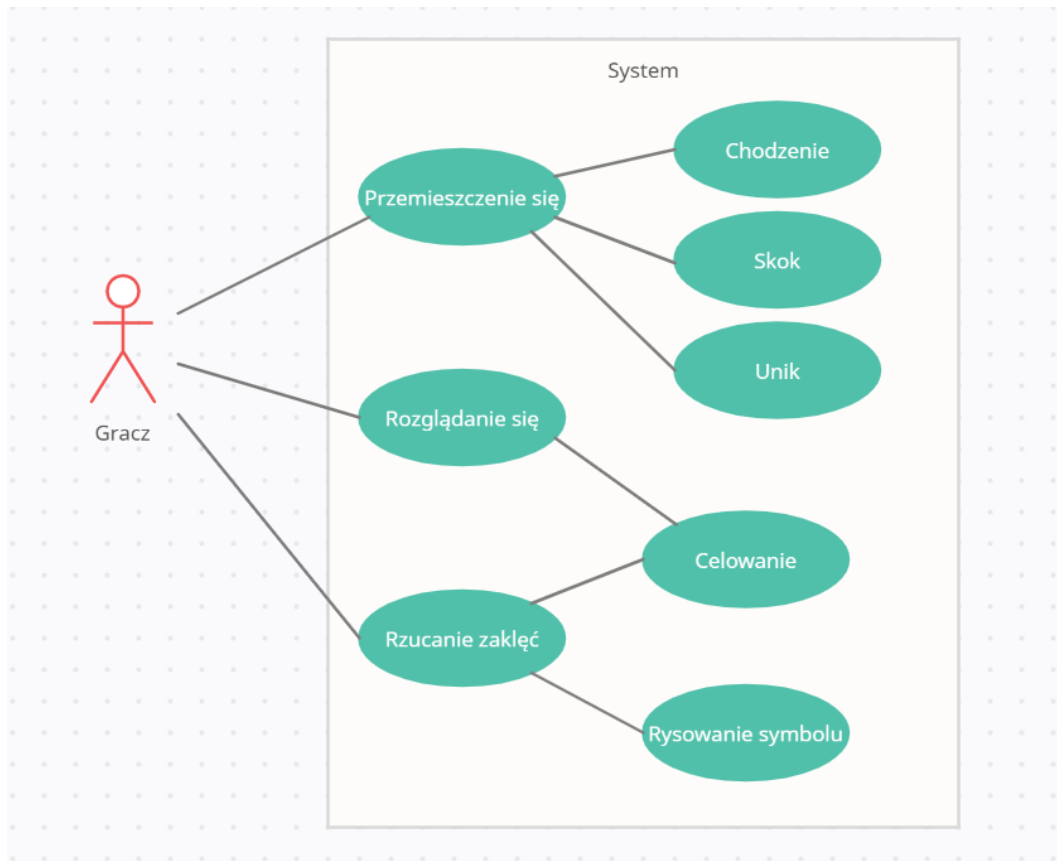 System
Chodzenie
Przemieszczenie się
Skok
Unik
Gracz
Rozglądanie się
Celowanie
Rzucanie zaklęć
Rysowanie symbolu